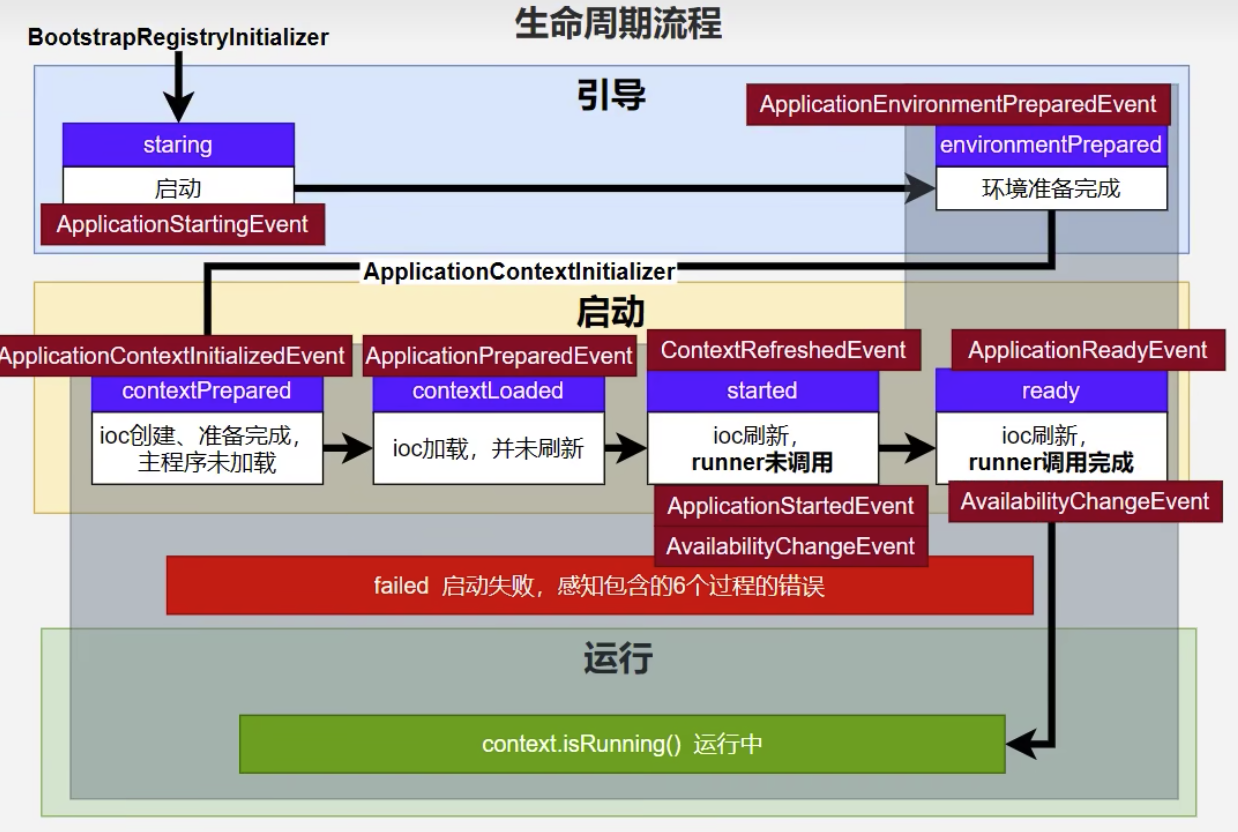 生命周期流程
BootstrapRegistryInitializer
引导
ApplicationEnvironmentPreparedEvent
staring
environmentPrepared
启动
环境准备完成
ApplicationStartingEvent
ApplicationContextInitializer
启动
ApplicationContextInitializedEvent
ApplicationPreparedEvent
ContextRefreshedEvent
ApplicationReadyEvent
contextPrepared
contextLoaded
started
ready
ioc创建、准备完成,
主程序未加载
ioc加载，并未刷新
ioc刷新,
runner未调用
ioc刷新,
runner调用完成
ApplicationStartedEvent
AvailabilityChangeEvent
AvailabilityChangeEvent
failed 启动失败，感知包含的6个过程的错误
运行
context.isRunning() 运行中